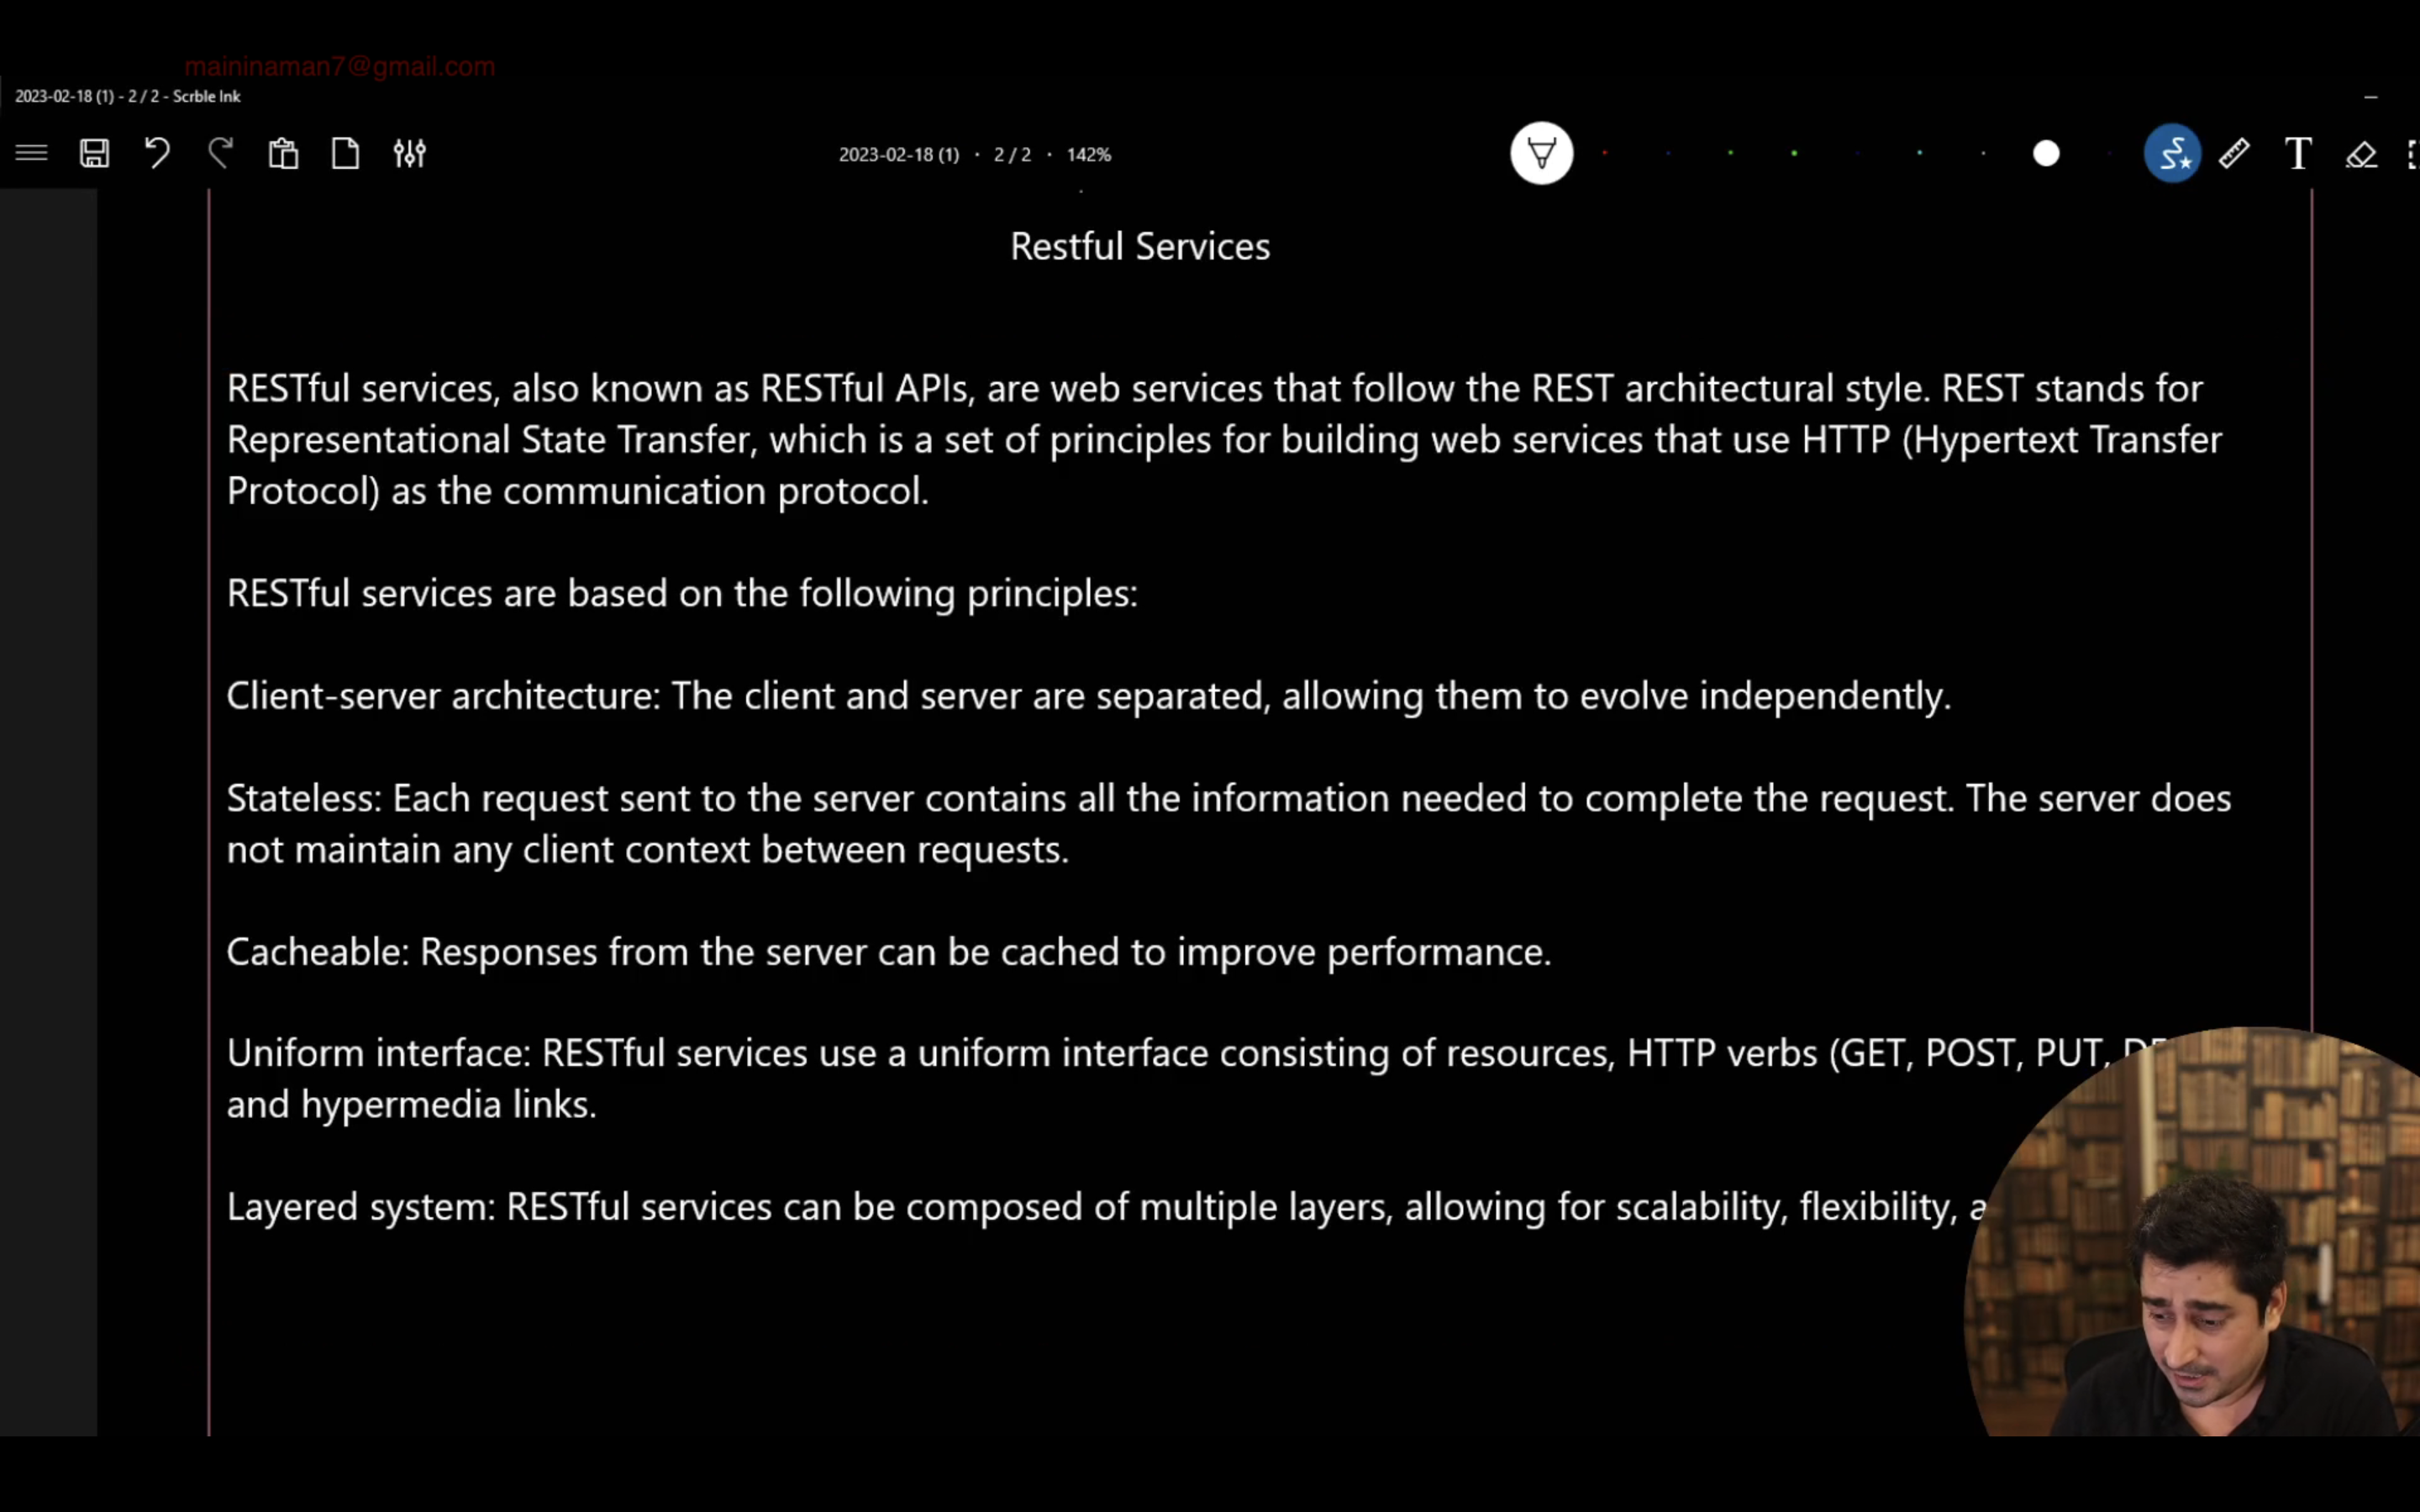 maininaman7@gmail.com
2023-02-18 (1) - 2 / 2 - Scrble Ink
2023-02-18 (1) · 2 / 2 · 142%
T
Restful Services
RESTful services, also known as RESTful APIs, are web services that follow the REST architectural style. REST stands for
Representational State Transfer, which is a set of principles for building web services that use HTTP (Hypertext Transfer
Protocol) as the communication protocol.
RESTful services are based on the following principles:
Client-server architecture: The client and server are separated, allowing them to evolve independently.
Stateless: Each request sent to the server contains all the information needed to complete the request. The server does
not maintain any client context between requests.
Cacheable: Responses from the server can be cached to improve performance.
Uniform interface: RESTful services use a uniform interface consisting of resources, HTTP verbs (GET, POST, PUT,
and hypermedia links.
Layered system: RESTful services can be composed of multiple layers, allowing for scalability, flexibility,